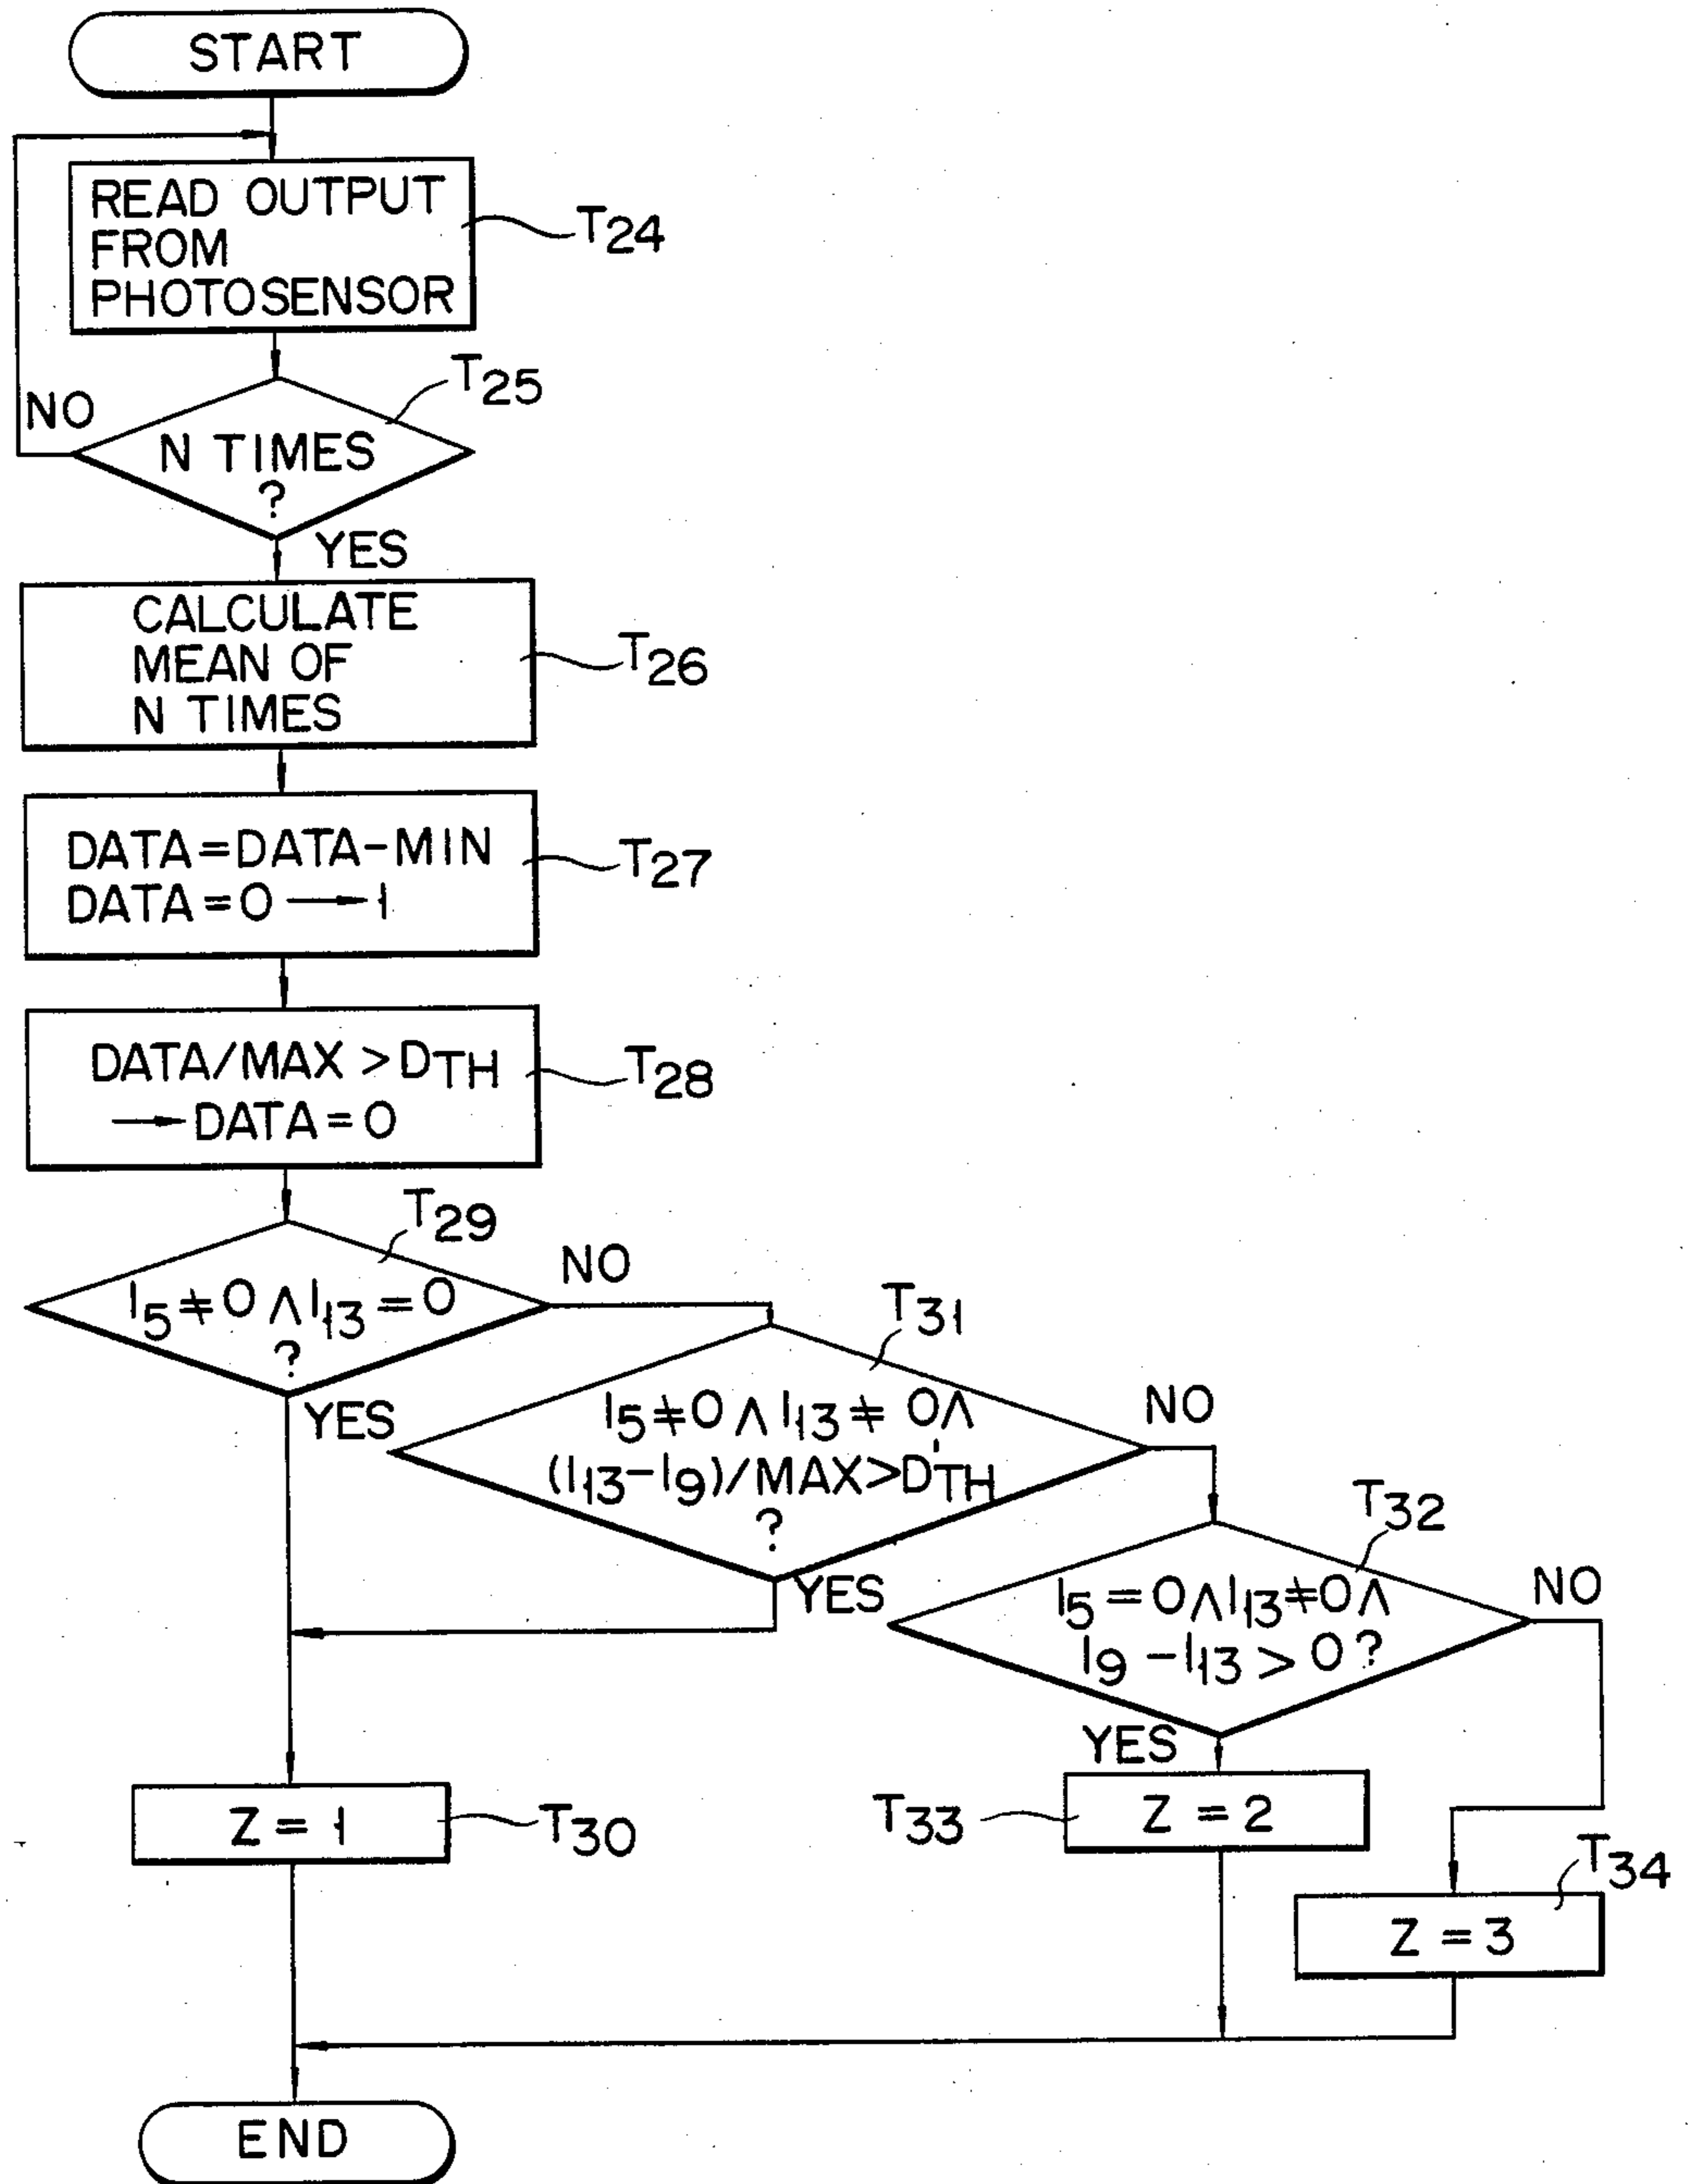 START
READ OUTPUT
FROM
PHOTOSENSOR
T24
T25
NO
N TIMES
?
YES
CALCULATE
MEAN OF
N TIMES
T26
DATA=DATA-MIN
DATA=0→1
T27
DATA/MAX>DTH
→DATA=0
T28
T29
NO
I5≠0∧I13=0
?
YES
T31
I5≠0∧I13≠0∧
(I13-I9)/MAX>D'TH
?
NO
YES
T32
I5=0∧I13≠0∧
I9-I13>0?
NO
YES
Z=1
T30
T33
Z=2
T34
Z=3
END